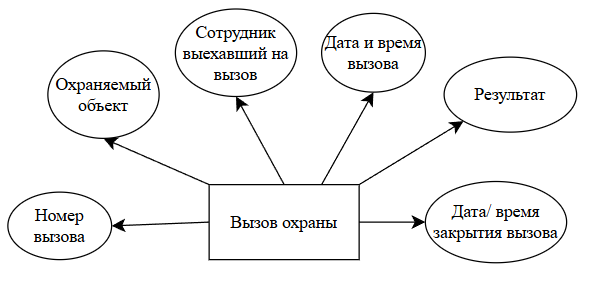 Сотрудник
выехавший на
вызов
Дата и время
вызова
Охраняемый
объект
Результат
Номер
вызова
Вызов охраны
Дата/ время
закрытия вызова